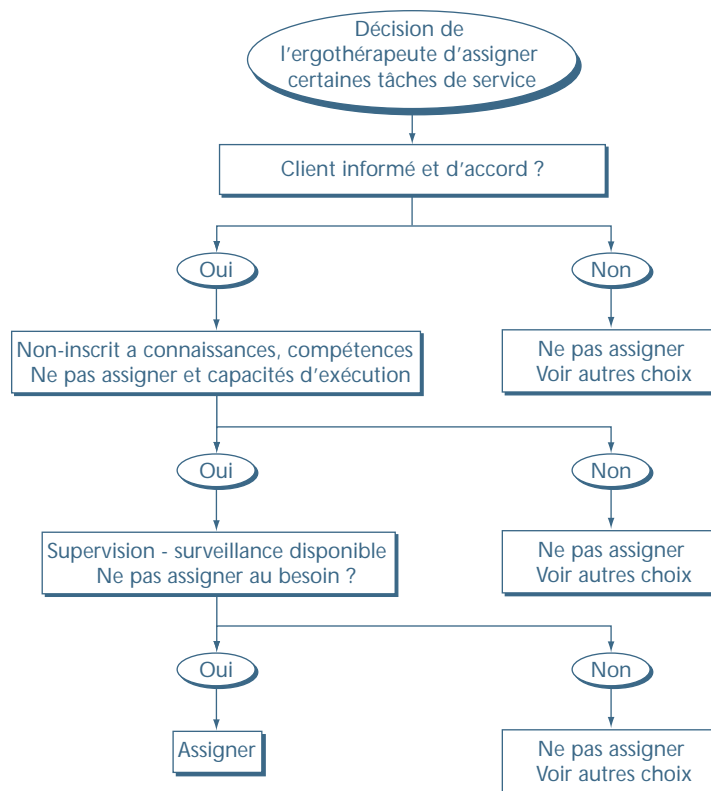 Décision de
l'ergothérapeute d'assigner
certaines tâches de service
Client informé et d'accord ?
Oui
Non
Non-inscrit a connaissances, compétences
Ne pas assigner et capacités d'exécution
Ne pas assigner
Voir autres choix
Oui
Non
Supervision - surveillance disponible
Ne pas assigner au besoin ?
Ne pas assigner
Voir autres choix
Oui
Non
Assigner
Ne pas assigner
Voir autres choix